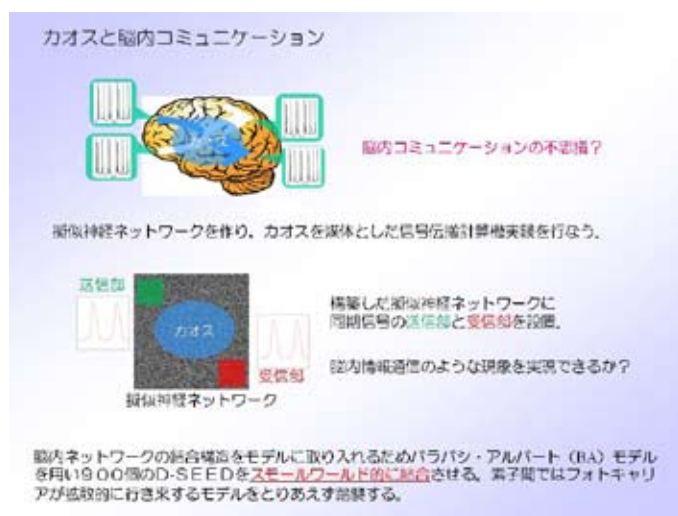 カオスと脳内コミュニケーション
脳内コミュニケーションの不思議?
擬似神経ネットワークを作り、カオスを媒体とした信号伝搬計算機実験を行なう.
送信部
カオス
受信部
擬似神経ネットワーク
構築した擬似神経ネットワークに
同期信号の送信部と受信部を設置.
脳内情報通信のような現象を実現できるか?
脳内ネットワークの結合構造をモデルに取り入れるためバラバシ・アルバート(BA)モデル
を用い900個のD-SEEDをスモールワールド的に結合させる。素子間ではフォトキャリ
アが拡散的に行き来するモデルをとりあえず する。